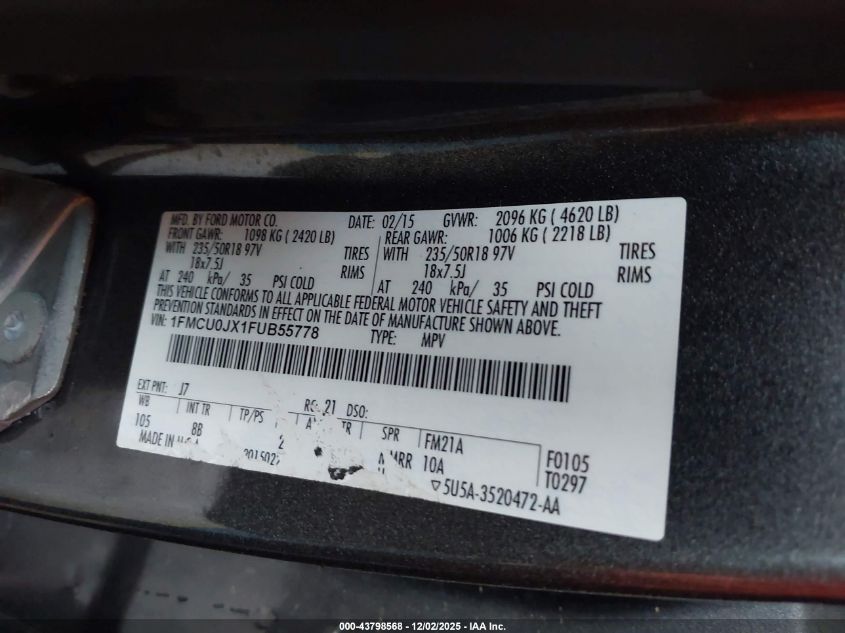 MFD. BY FORD MOTOR CO. DATE: 02/15 GVWR: 2096 KG ( 4620 LB)
FRONT GAWR: 1098 KG ( 2420 LB) REAR GAWR: 1006 KG ( 2218 LB)
WITH 235/50R18 97V TIRES WITH 235/50R18 97V TIRES
18x7.5J RIMS 18x7.5J RIMS
AT 240 kPa/ 35 PSI COLD AT 240 kPa/ 35 PSI COLD
THIS VEHICLE CONFORMS TO ALL APPLICABLE FEDERAL MOTOR VEHICLE SAFETY AND THEFT
PREVENTION STANDARDS IN EFFECT ON THE DATE OF MANUFACTURE SHOWN ABOVE.
VIN: 1FMCU0JX1FUB55778 TYPE: MPV
EXT PNT: J7 21 DSO:
WB INT TR TP/PS TR SPR FM21A F0105
105 8B 2 10A T0297
MADE IN
▽5U5A-3520472-AA
000-43798568 - 12/02/2025 - IAA Inc.